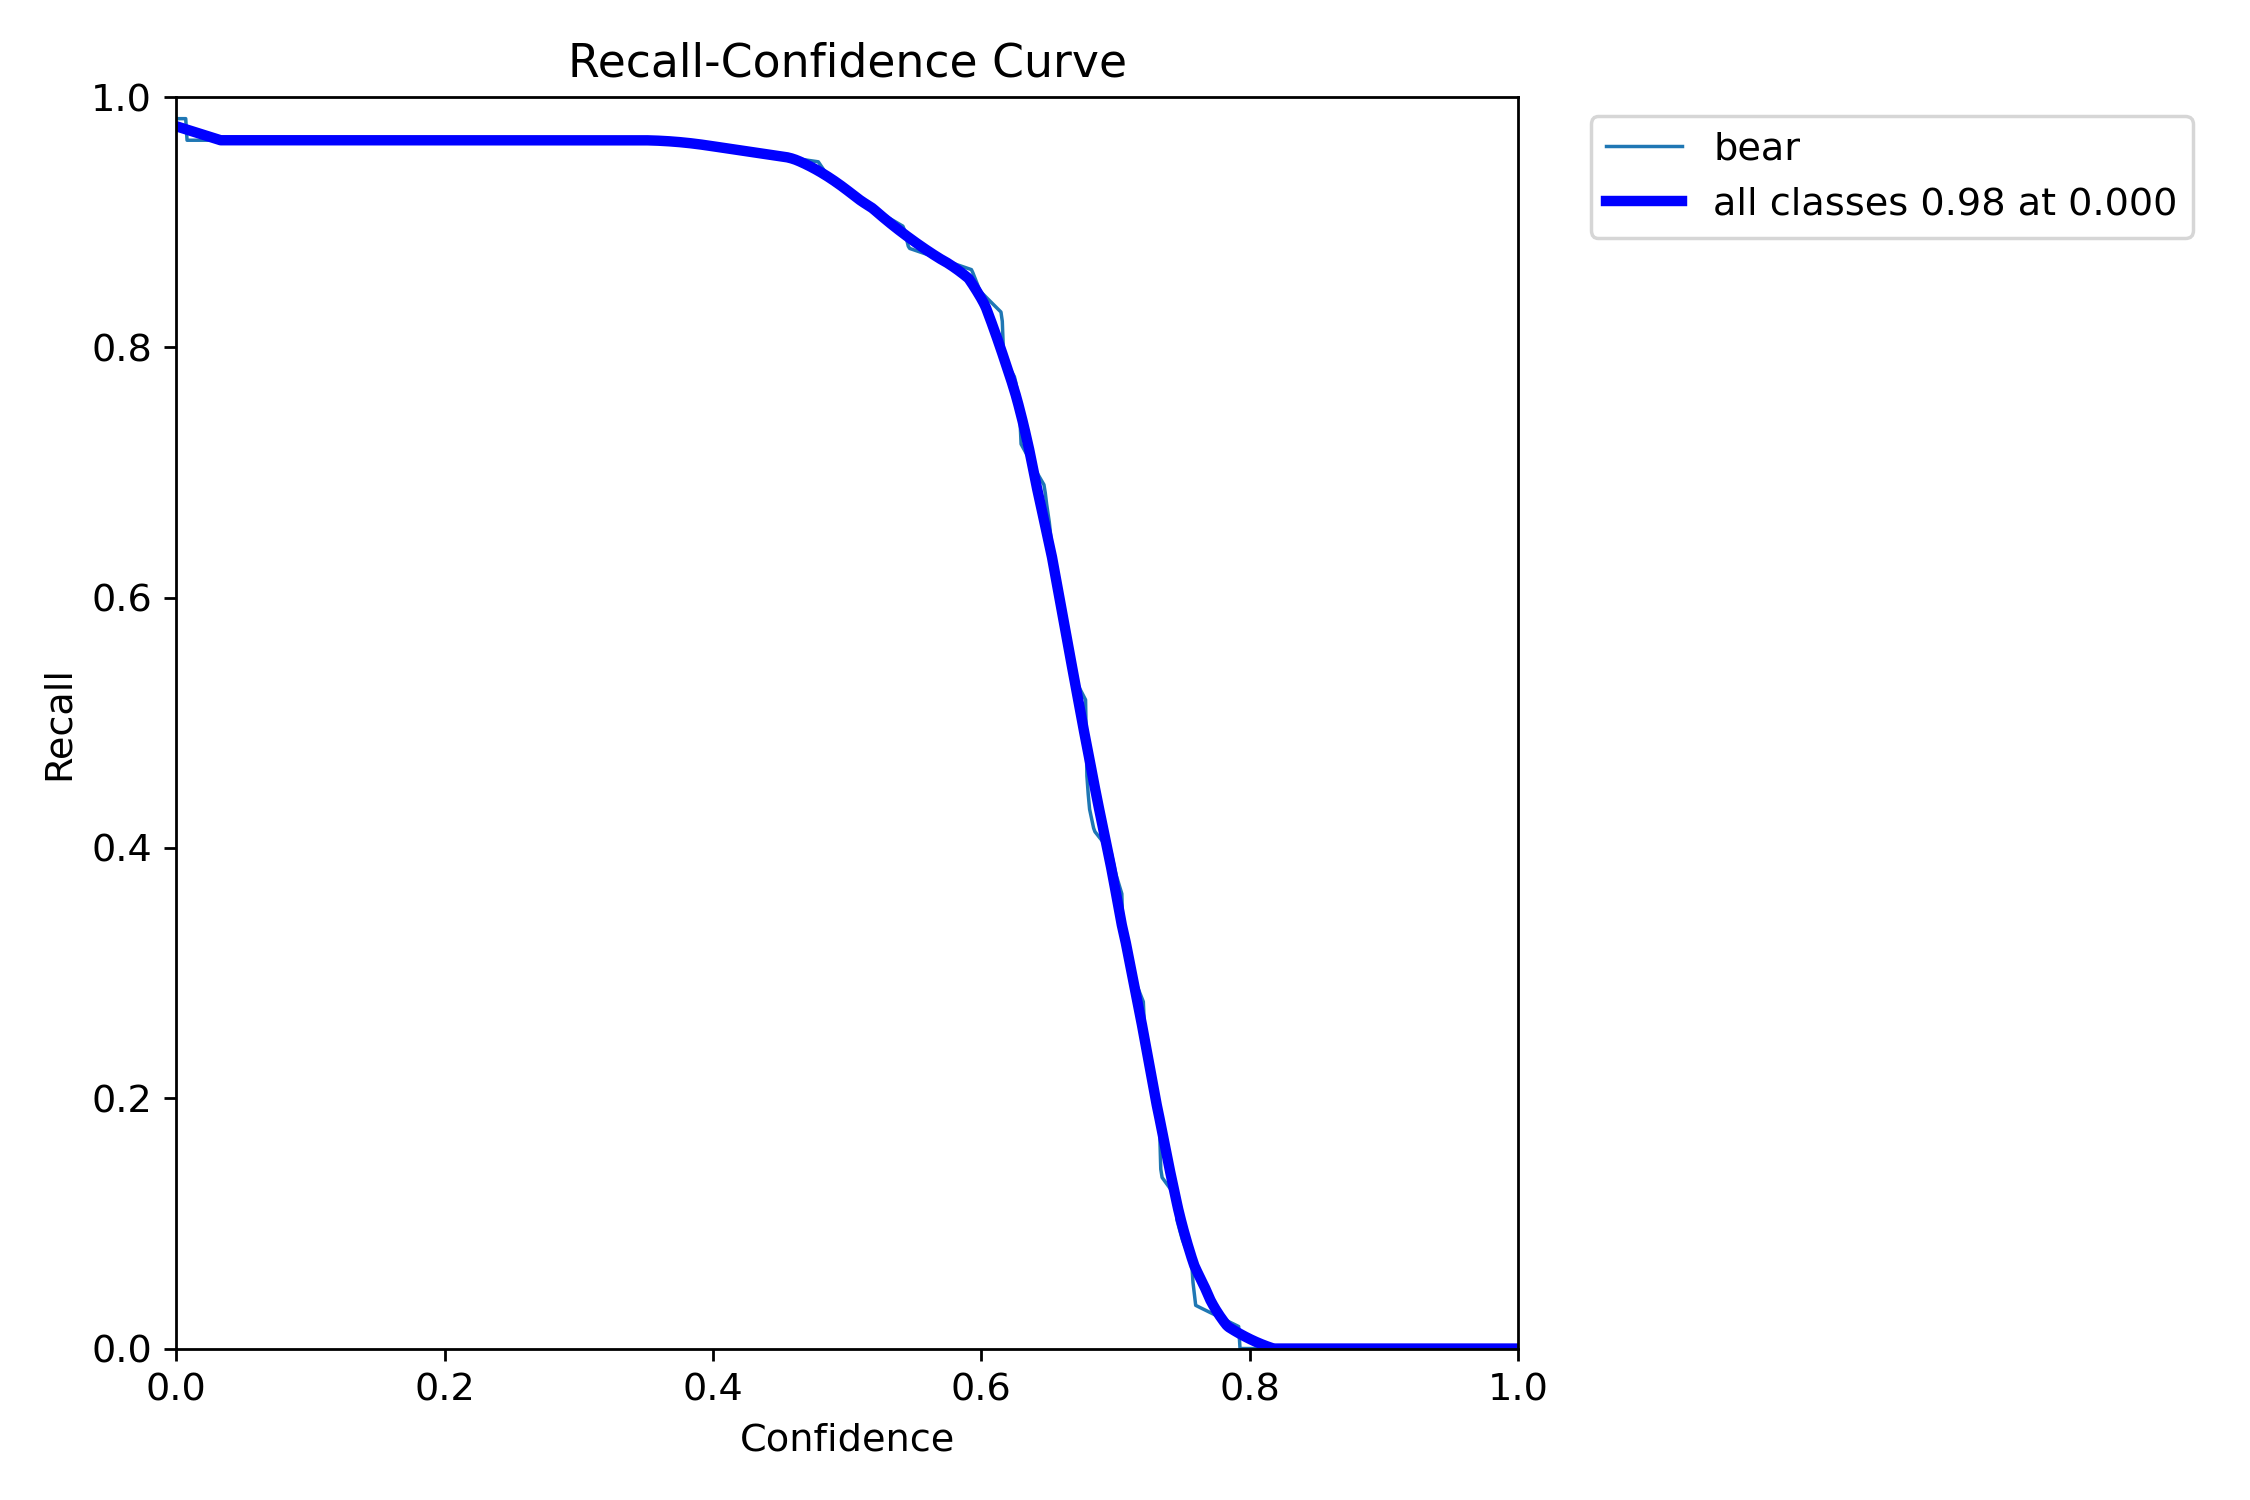 Recall-Confidence Curve
1.0
0.8
0.6
0.4
0.2
0.0
Recall
0.0 0.2 0.4 0.6 0.8 1.0
Confidence
bear
all classes 0.98 at 0.000